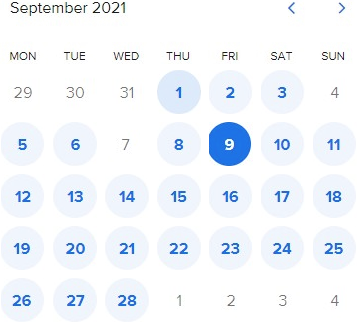 September 2021
MON TUE WED THU FRI SAT SUN
29 30 31 1 2 3 4
5 6 7 8 9 10 11
12 13 14 15 16 17 18
19 20 21 22 23 24 25
26 27 28 1 2 3 4